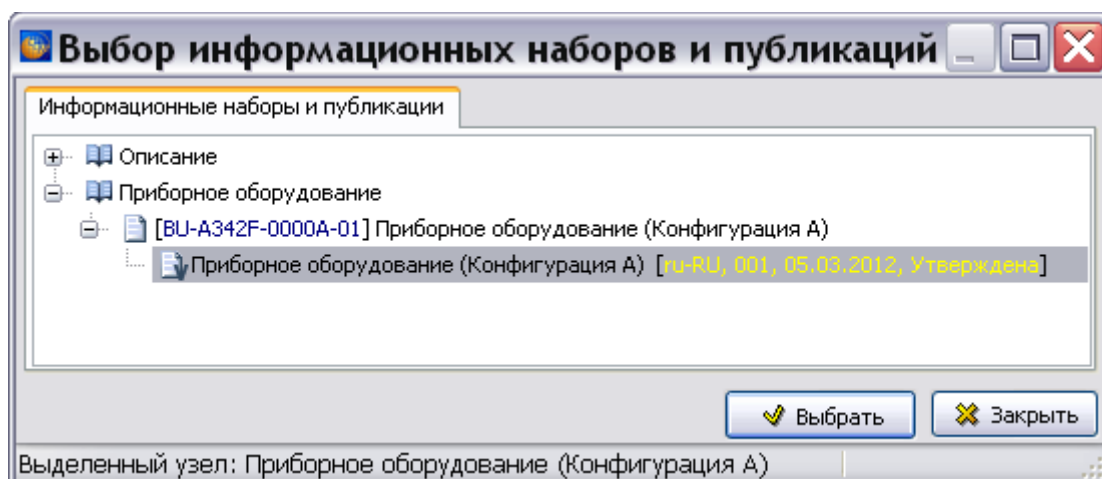 Выбор информационных наборов и публикаций
Информационные наборы и публикации
Описание
Приборное оборудование
[BU-A342F-0000A-01] Приборное оборудование (Конфигурация А)
Приборное оборудование (Конфигурация А) [ru-RU, 001, 05.03.2012, Утверждена]
Выбрать
Закрыть
Выделенный узел: Приборное оборудование (Конфигурация А)